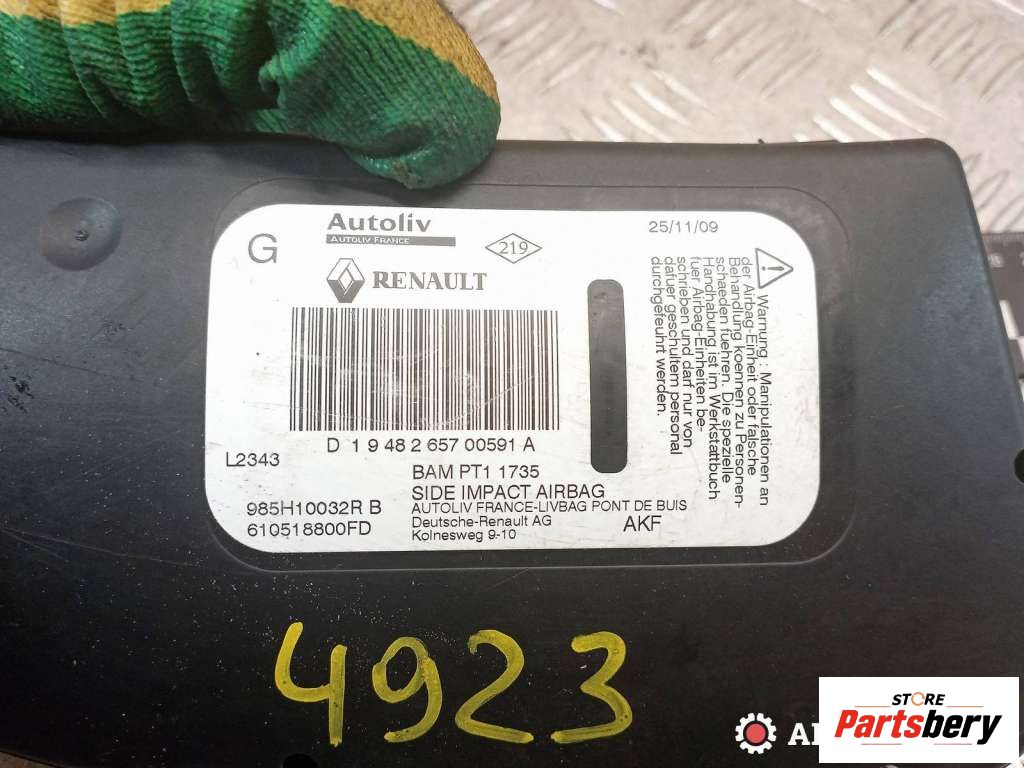 G
Autoliv
AUTOLIV FRANCE
219
25/11/09
RENAULT
D 1 9 48 2 657 00591 A
L2343
BAM PT1 1735
985H10032R B
SIDE IMPACT AIRBAG
610518800FD
AUTOLIV FRANCE-LIVBAG PONT DE BUIS
Deutsche-Renault AG
AKF
Kolnesweg 9-10
Warnung : Manipulationen an
der Airbag-Einheit oder falsche
Behandlung koennen zu Personen-
schaeden fuehren. Die spezielle
Handhabung ist im Werkstattbuch
fuer Airbag-Einheiten be-
schrieben und darf nur von
dafuer geschultem personal
durchgefeuhrt werden.
4923
STORE
Partsbery